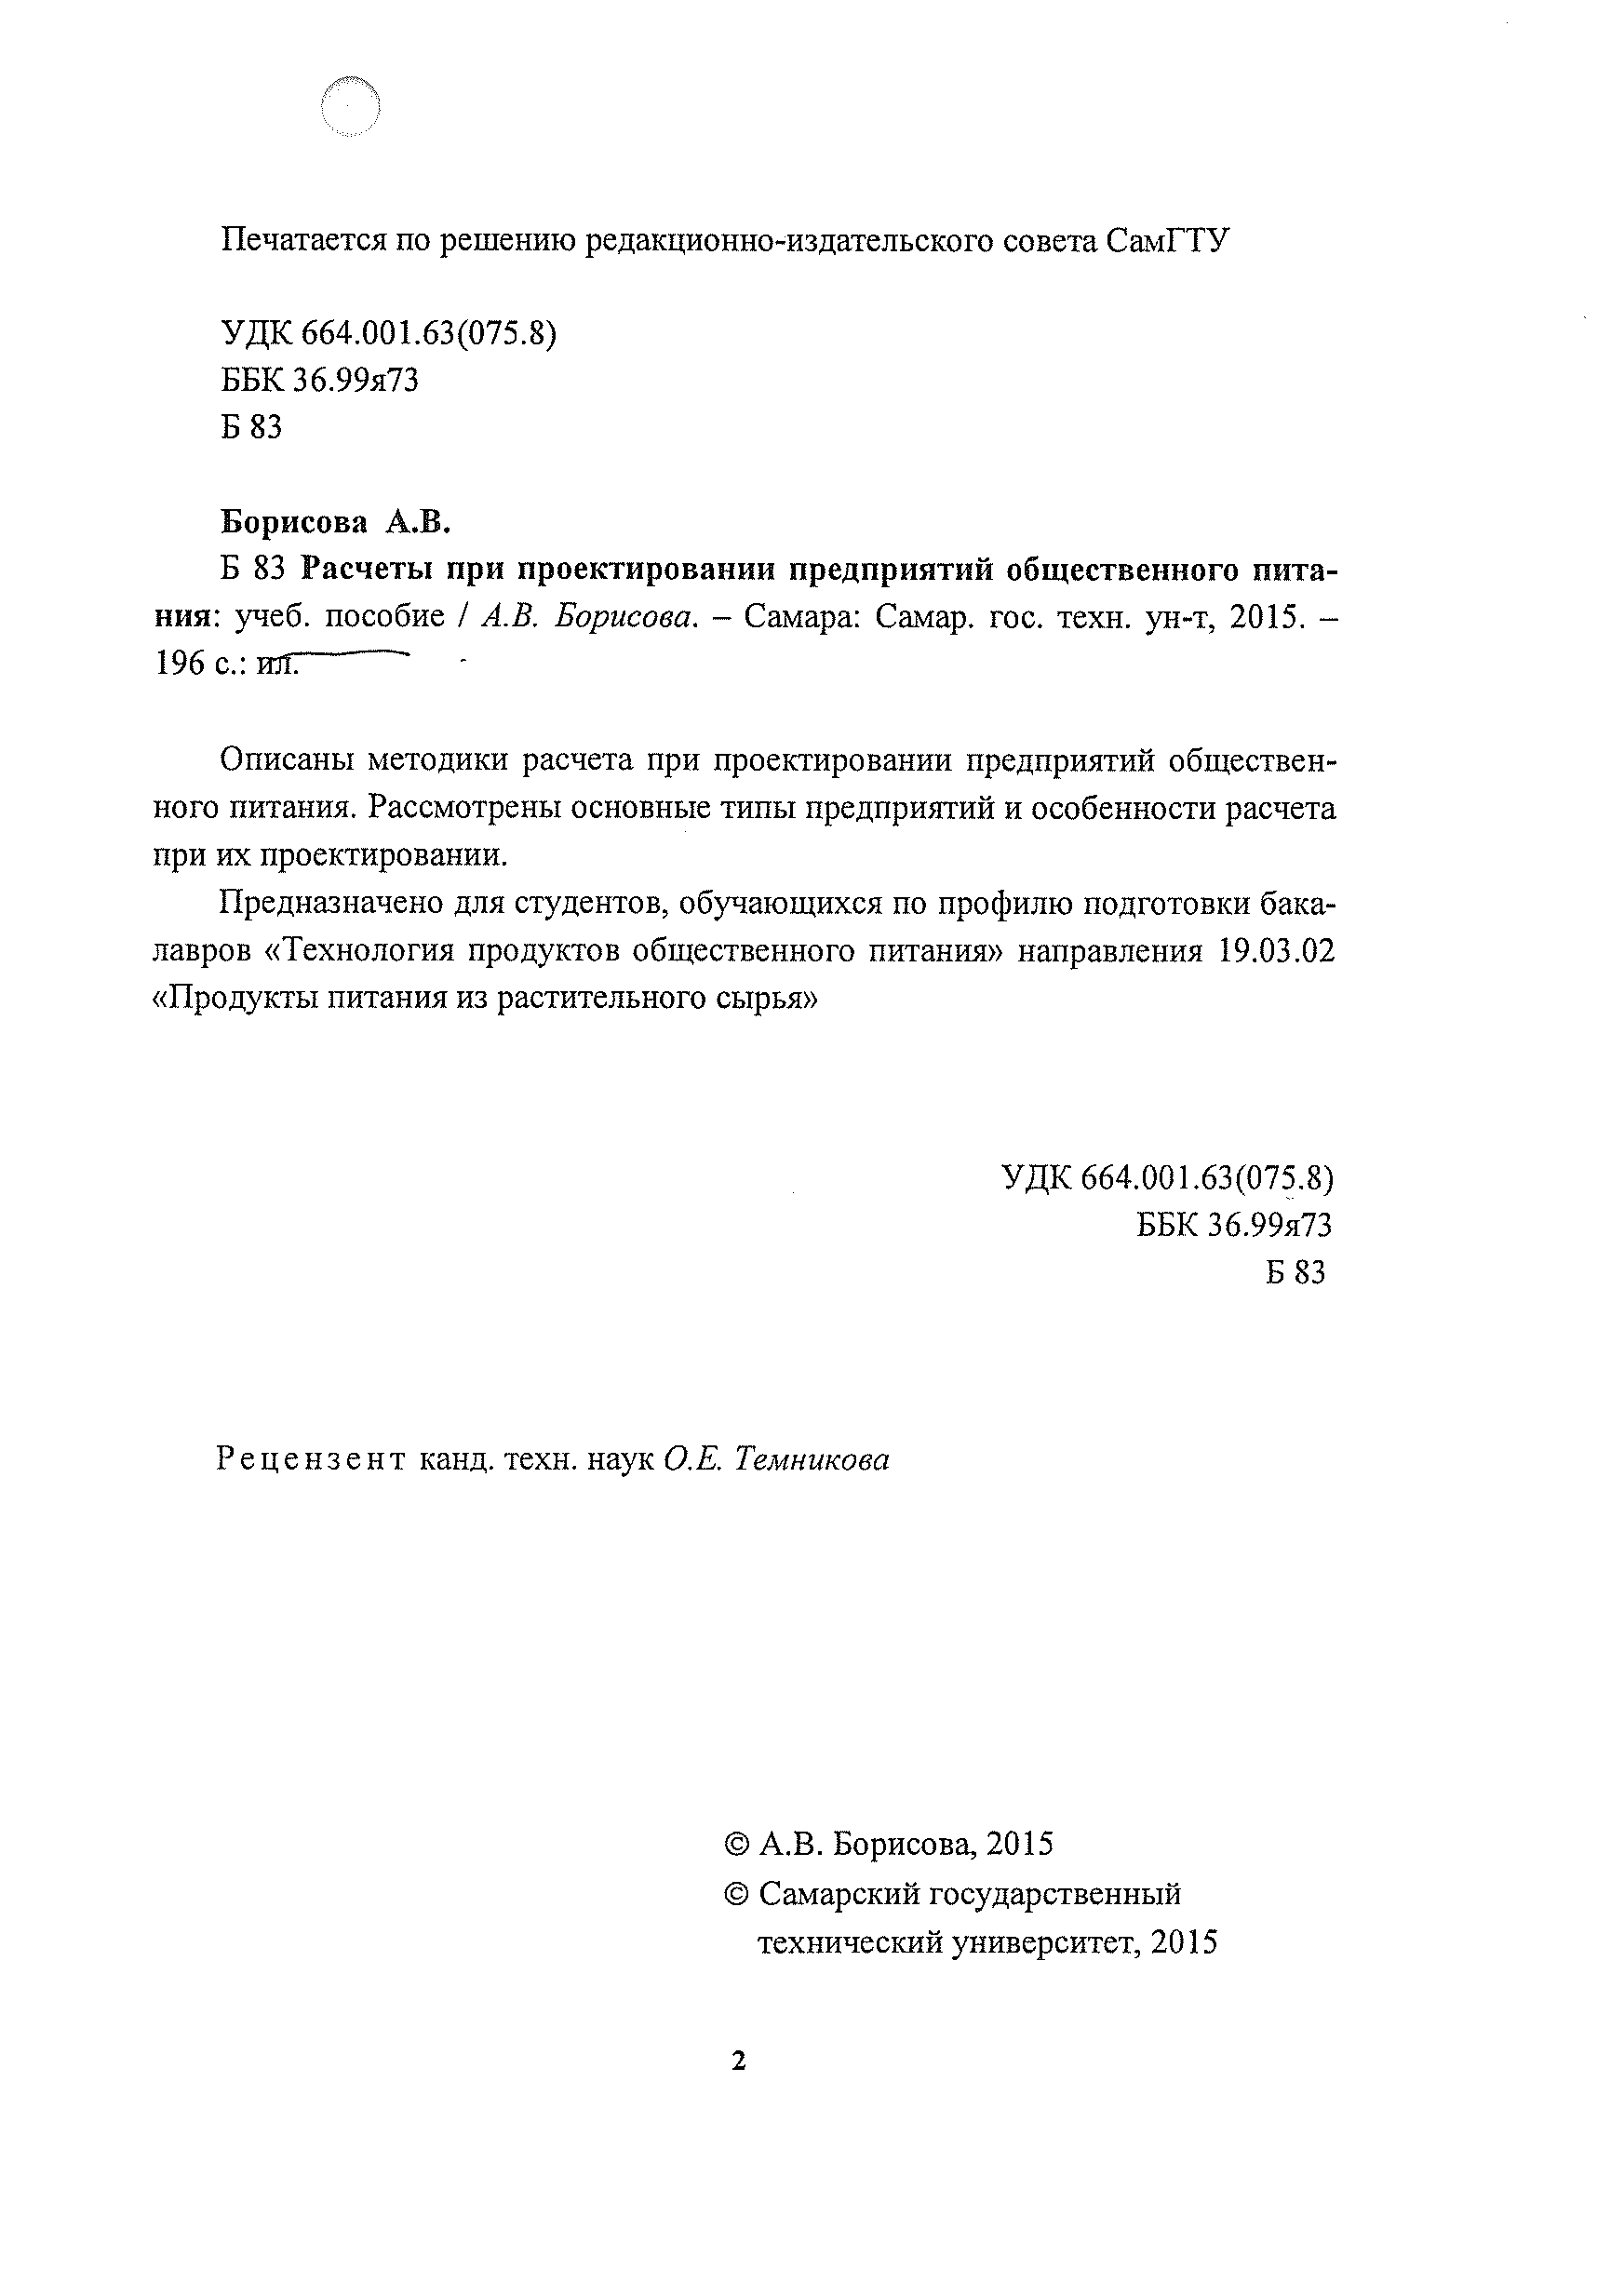 Печатается по решению редакционно-издательского совета СамГТУ
УДК 664.001.63(075.8)
ББК 36.99я73
Б 83
Борисова А.В.
Б 83 Расчеты при проектировании предприятий общественного пита-
ния: учеб. пособие / А.В. Борисова. – Самара: Самар. гос. техн. ун-т, 2015. –
196 с.: ил.
Описаны методики расчета при проектировании предприятий обществен-
ного питания. Рассмотрены основные типы предприятий и особенности расчета
при их проектировании.
Предназначено для студентов, обучающихся по профилю подготовки бака-
лавров «Технология продуктов общественного питания» направления 19.03.02
«Продукты питания из растительного сырья»
УДК 664.001.63(075.8)
ББК 36.99я73
Б 83
Рецензент канд. техн. наук О.Е. Темникова
© А.В. Борисова, 2015
© Самарский государственный
технический университет, 2015
2